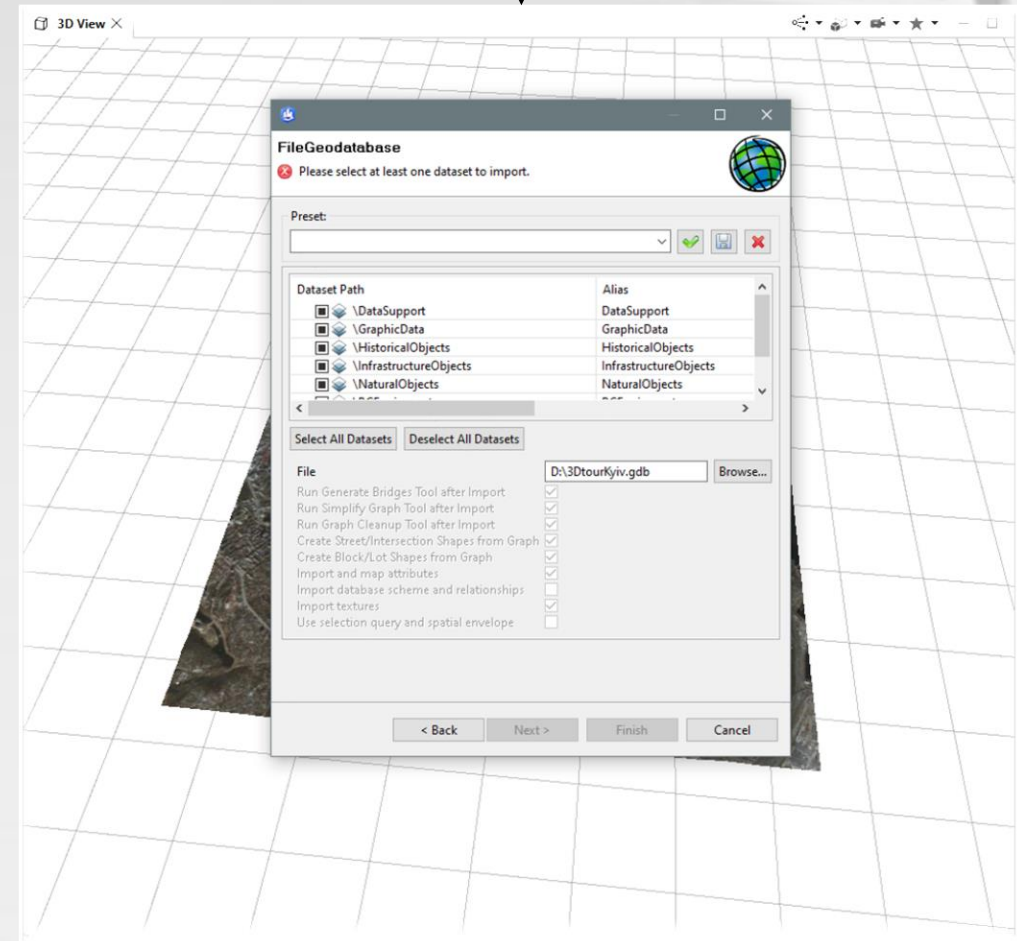 3D View
FileGeodatabase
Please select at least one dataset to import.
Preset:
Dataset Path Alias
\DataSupport DataSupport
\GraphicData GraphicData
\HistoricalObjects HistoricalObjects
\InfrastructureObjects InfrastructureObjects
\NaturalObjects NaturalObjects
Select All Datasets Deselect All Datasets
File D:\3DtourKyiv.gdb Browse...
Run Generate Bridges Tool after Import
Run Simplify Graph Tool after Import
Run Graph Cleanup Tool after Import
Create Street/Intersection Shapes from Graph
Create Block/Lot Shapes from Graph
Import and map attributes
Import database scheme and relationships
Import textures
Use selection query and spatial envelope
< Back Next > Finish Cancel